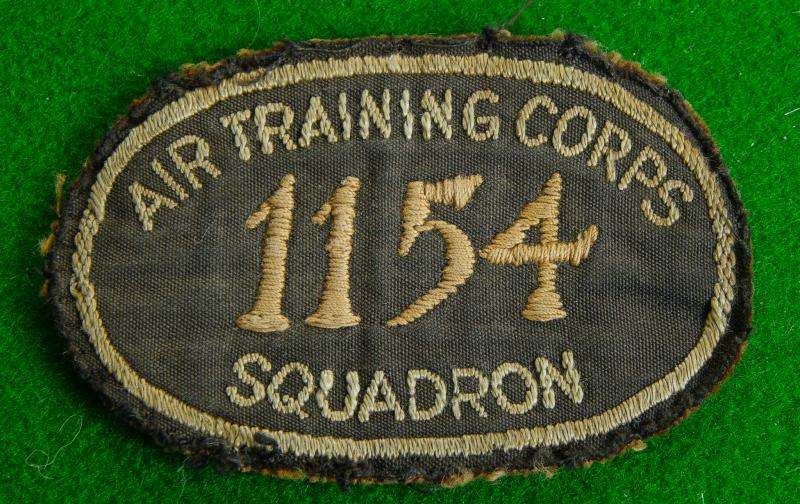 AIR TRAINING CORPS
1154
SQUADRON